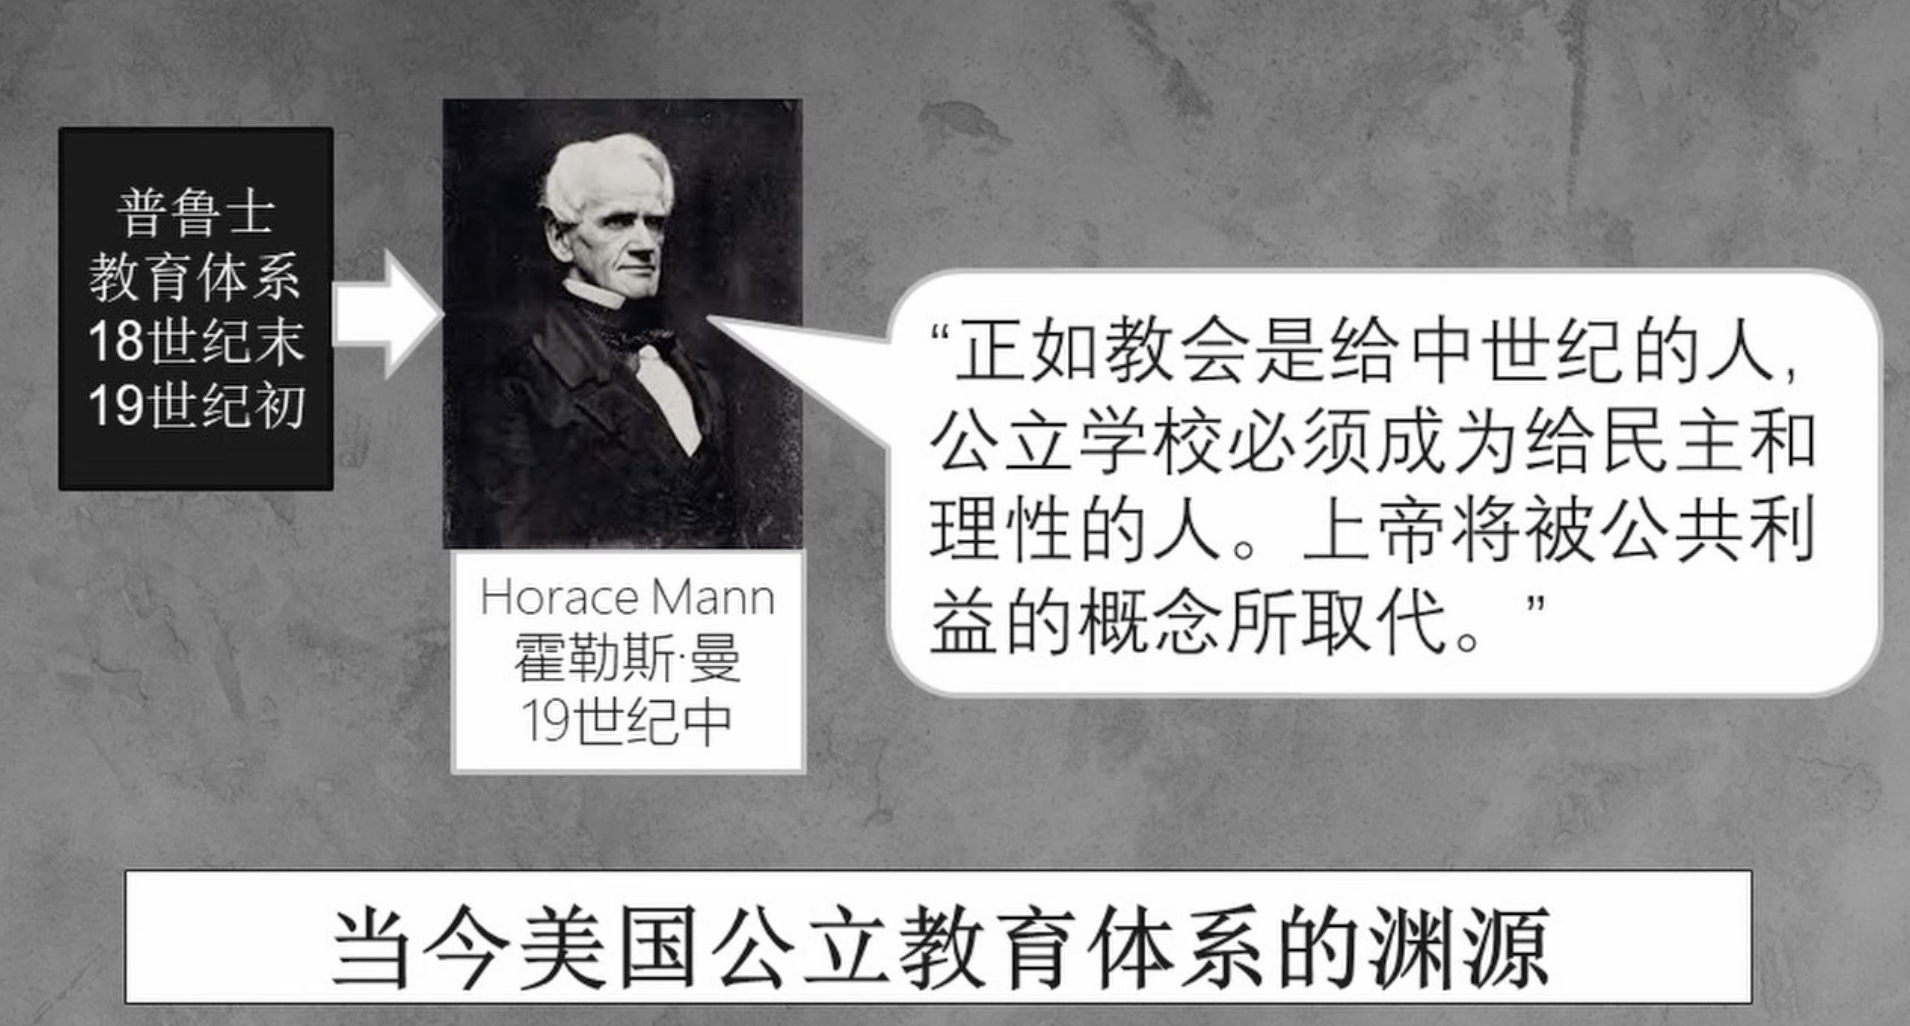 普鲁士
教育体系
18世纪末
19世纪初
Horace Mann
霍勒斯·曼
19世纪中
“正如教会是给中世纪的人，
公立学校必须成为给民主和
理性的人。上帝将被公共利
益的概念所取代。”
当今美国公立教育体系的渊源